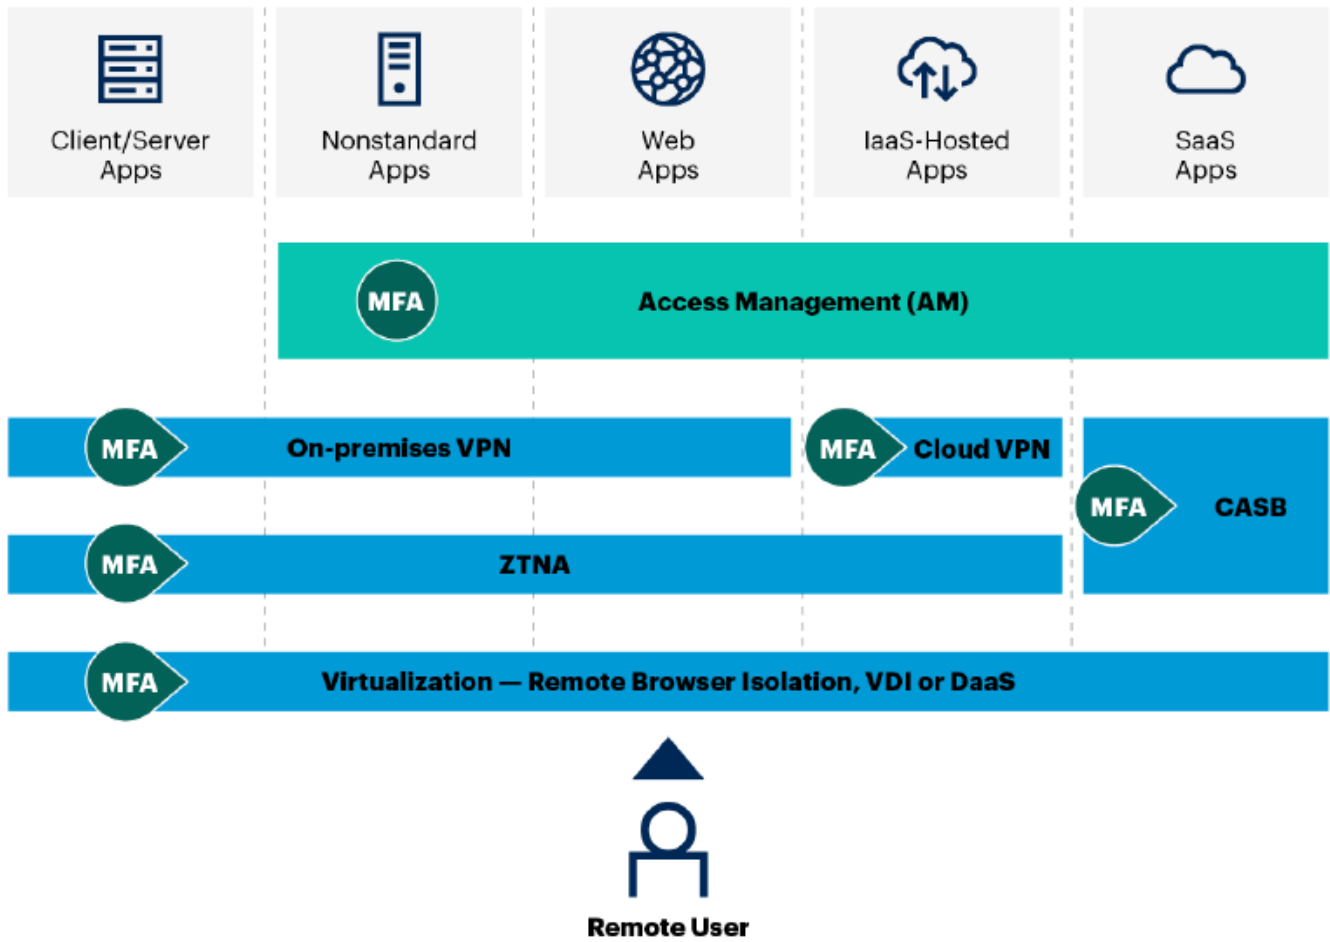 Client/Server
Apps
Nonstandard
Apps
Web
Apps
IaaS-Hosted
Apps
SaaS
Apps
MFA
Access Management (AM)
MFA
On-premises VPN
MFA
Cloud VPN
MFA
CASB
MFA
ZTNA
MFA
Virtualization — Remote Browser Isolation, VDI or DaaS
Remote User